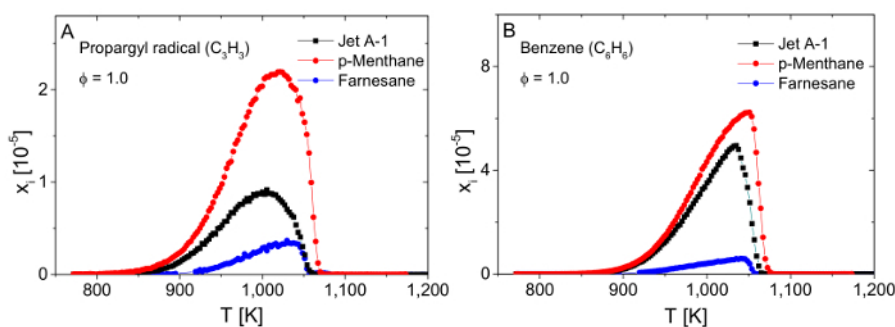 A
Propargyl radical (C3H3)
ϕ = 1.0
Jet A-1
p-Menthane
Farnesane
xi [10-5]
2
1
0
800 900 1,000 1,100 1,200
T [K]
B
Benzene (C6H6)
ϕ = 1.0
Jet A-1
p-Menthane
Farnesane
xi [10-5]
8
4
0
800 900 1,000 1,100 1,200
T [K]